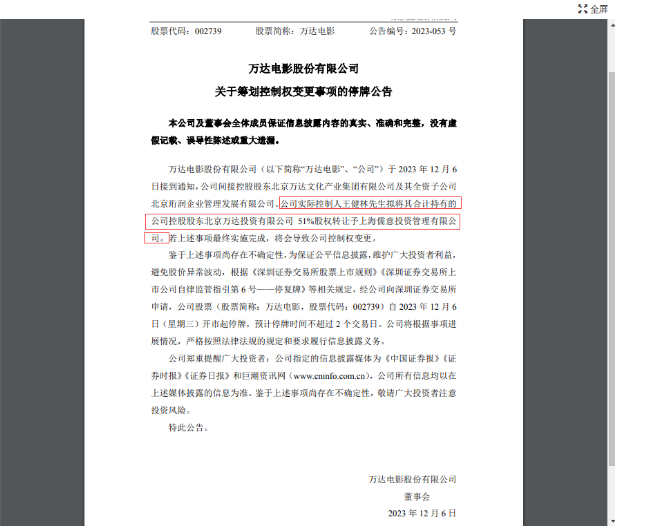 全屏
股票代码：002739 股票简称：万达电影 公告编号：2023-053 号
万达电影股份有限公司
关于筹划控制权变更事项的停牌公告
本公司及董事会全体成员保证信息披露内容的真实、准确和完整，没有虚
假记载、误导性陈述或重大遗漏。
万达电影股份有限公司（以下简称“万达电影”、“公司”）于 2023 年 12 月 6
日接到通知，公司间接控股股东北京万达文化产业集团有限公司及其全资子公司
北京珩润企业管理发展有限公司、公司实际控制人王健林先生拟将其合计持有的
公司控股股东北京万达投资有限公司 51%股权转让予上海儒意投资管理有限公
司。若上述事项最终实施完成，将会导致公司控制权变更。
鉴于上述事项尚存在不确定性，为保证公平信息披露，维护广大投资者利益，
避免股价异常波动，根据《深圳证券交易所股票上市规则》《深圳证券交易所上
市公司自律监管指引第 6 号——停复牌》等相关规定，经公司向深圳证券交易所
申请，公司股票（股票简称：万达电影，股票代码：002739）自 2023 年 12 月 6
日（星期三）开市起停牌，预计停牌时间不超过 2 个交易日。公司将根据事项进
展情况，严格按照法律法规的规定和要求履行信息披露义务。
公司郑重提醒广大投资者：公司指定的信息披露媒体为《中国证券报》《证
券时报》《证券日报》和巨潮资讯网（www.cninfo.com.cn），公司所有信息均以在
上述媒体披露的信息为准。鉴于上述事项尚存在不确定性，敬请广大投资者注意
投资风险。
特此公告。
万达电影股份有限公司
董事会
2023 年 12 月 6 日